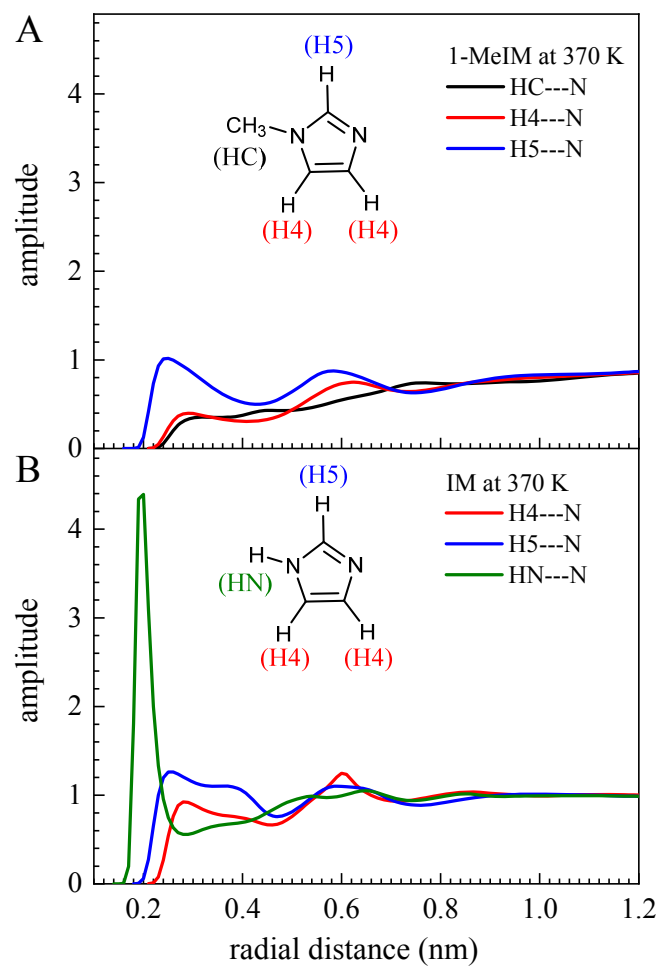 A
(H5)
1-MeIM at 370 K
H
HC---N
CH3
N
N
H4---N
(HC)
H5---N
H
H
(H4)
(H4)
amplitude
4
3
2
1
0
B
(H5)
IM at 370 K
H
H4---N
H
N
N
H5---N
(HN)
HN---N
H
H
(H4)
(H4)
amplitude
4
3
2
1
0
0.2
0.4
0.6
0.8
1.0
1.2
radial distance (nm)